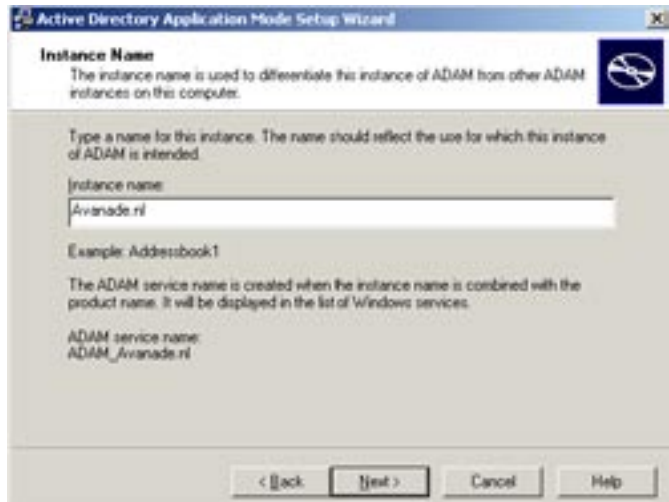 Active Directory Application Mode Setup Wizard
Instance Name
The instance name is used to differentiate this instance of ADAM from other ADAM
instances on this computer.
Type a name for this instance. The name should reflect the use for which this instance
of ADAM is intended.
Instance name:
Avanade.nl
Example: Addressbook1
The ADAM service name is created when the instance name is combined with the
product name. It will be displayed in the list of Windows services.
ADAM service name:
ADAM_Avanade.nl
< Back
Next >
Cancel
Help